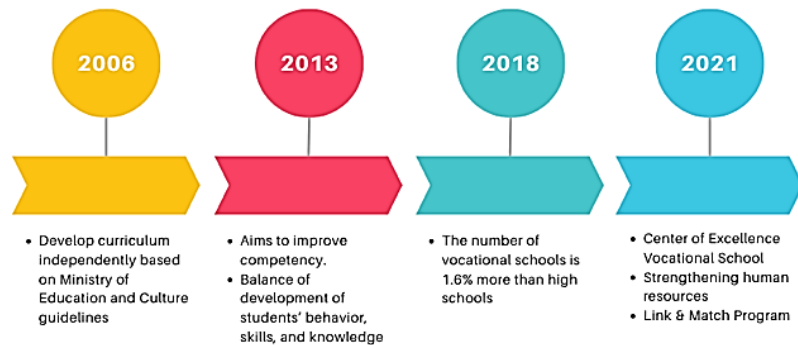 2006
2013
2018
2021
• Develop curriculum
independently based
on Ministry of
Education and Culture
guidelines
• Aims to improve
competency.
• Balance of
development of
students' behavior,
skills, and knowledge
• The number of
vocational schools is
1.6% more than high
schools
• Center of Excellence
Vocational School
• Strengthening human
resources
• Link & Match Program